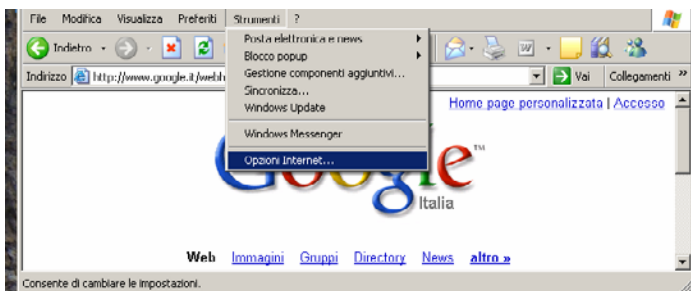 File Modifica Visualizza Preferiti Strumenti ?
Indietro
Posta elettronica e news
Blocco popup
Gestione componenti aggiuntivi...
Sincronizza...
Windows Update
Windows Messenger
Opzioni Internet...
Indirizzo http://www.google.it/webh
Vai Collegamenti »
Home page personalizzata | Accesso
Google™
Italia
Web Immagini Gruppi Directory News altro »
Consente di cambiare le impostazioni.